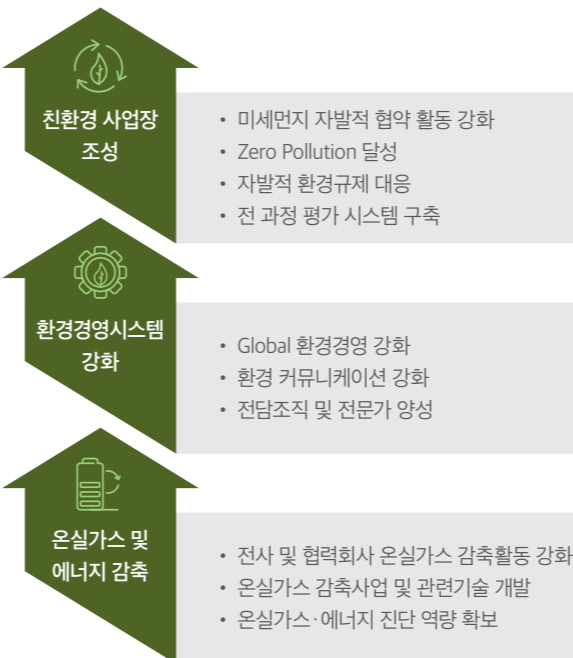 친환경 사업장
조성
• 미세먼지 자발적 협약 활동 강화
• Zero Pollution 달성
• 자발적 환경규제 대응
• 전 과정 평가 시스템 구축
환경경영시스템
강화
• Global 환경경영 강화
• 환경 커뮤니케이션 강화
• 전담조직 및 전문가 양성
온실가스 및
에너지 감축
• 전사 및 협력회사 온실가스 감축활동 강화
• 온실가스 감축사업 및 관련기술 개발
• 온실가스·에너지 진단 역량 확보